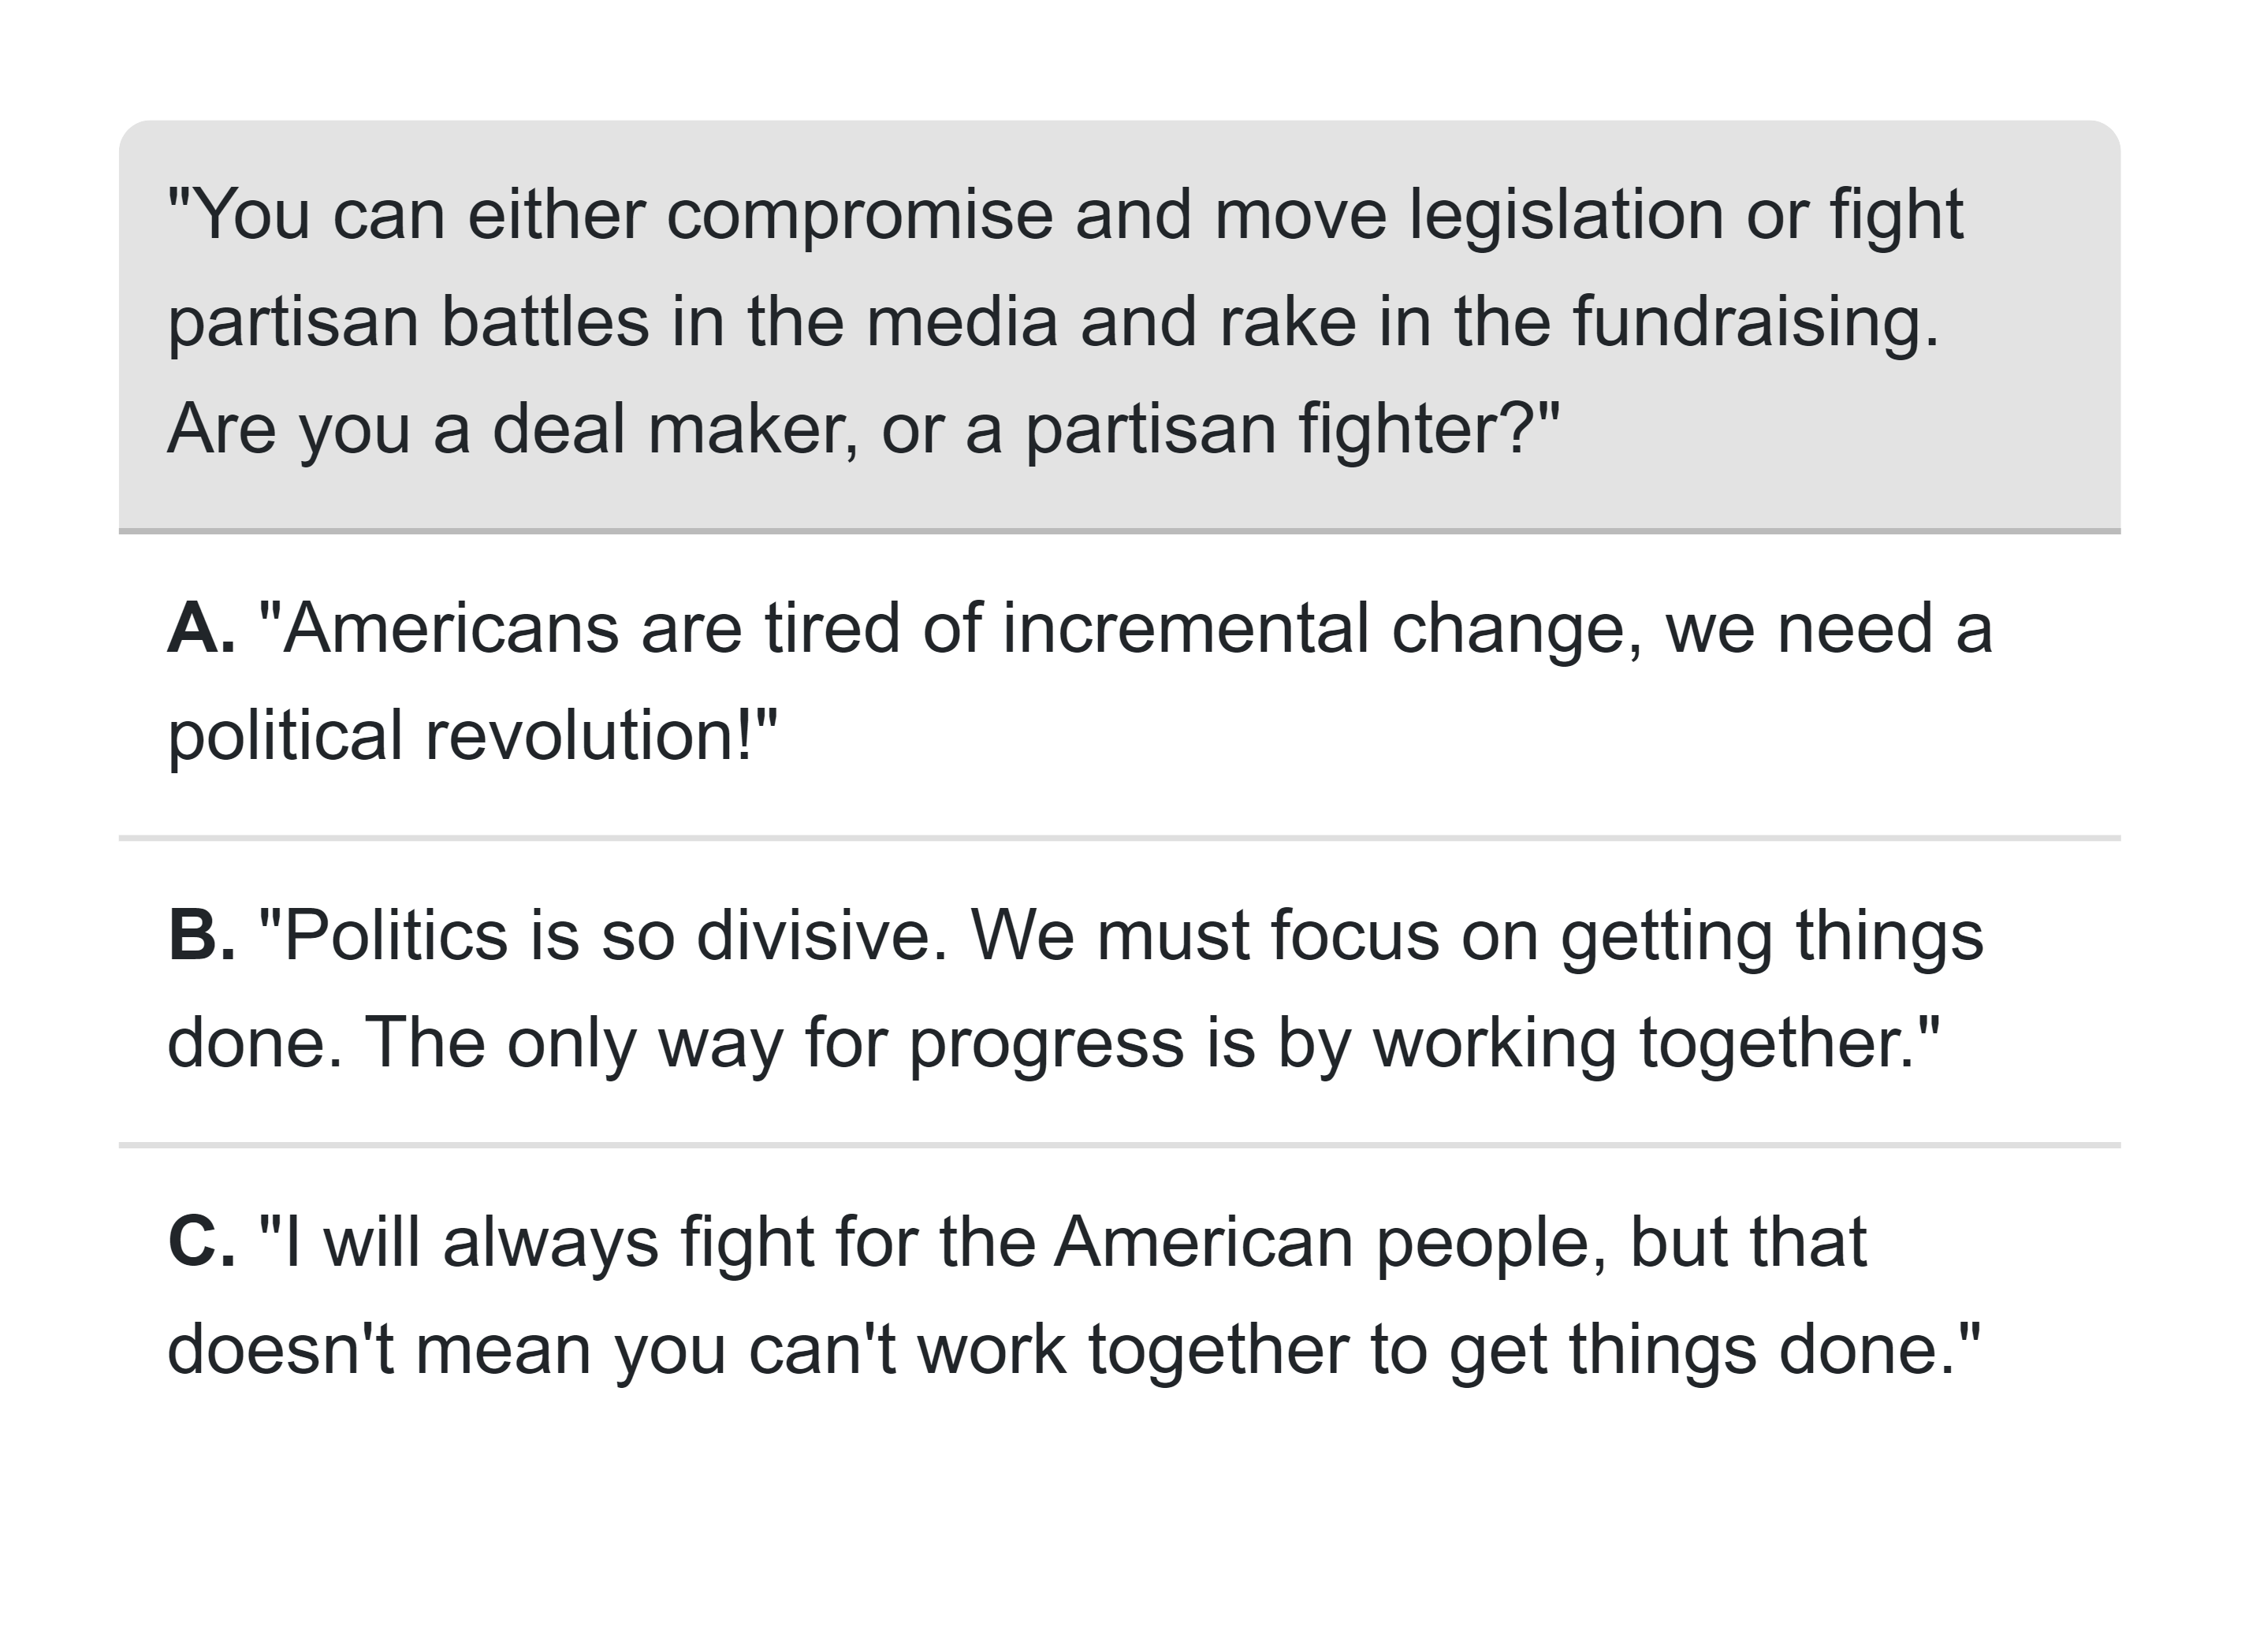 "You can either compromise and move legislation or fight
partisan battles in the media and rake in the fundraising.
Are you a deal maker, or a partisan fighter?"
A. "Americans are tired of incremental change, we need a
political revolution!"
B. "Politics is so divisive. We must focus on getting things
done. The only way for progress is by working together."
C. "I will always fight for the American people, but that
doesn't mean you can't work together to get things done."